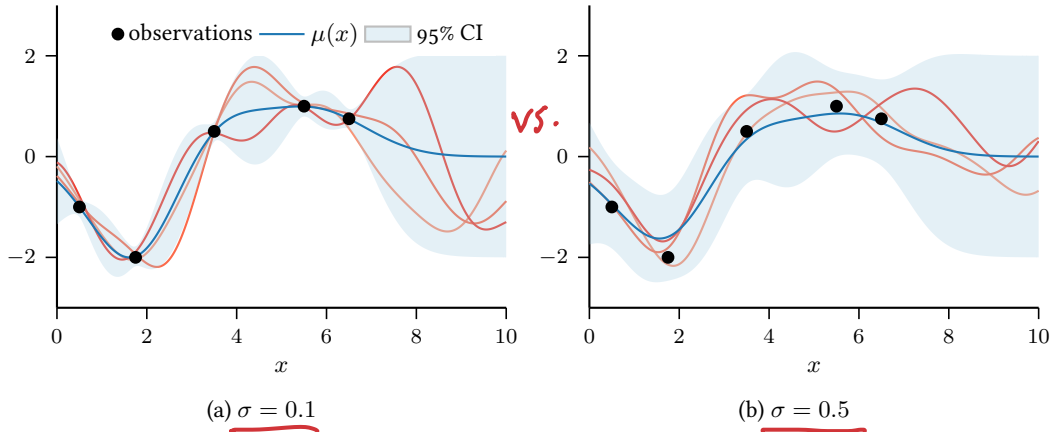 observations μ(x) 95% CI
2
0
−2
0 2 4 6 8 10
x
(a) σ = 0.1
vs.
2
0
−2
0 2 4 6 8 10
x
(b) σ = 0.5